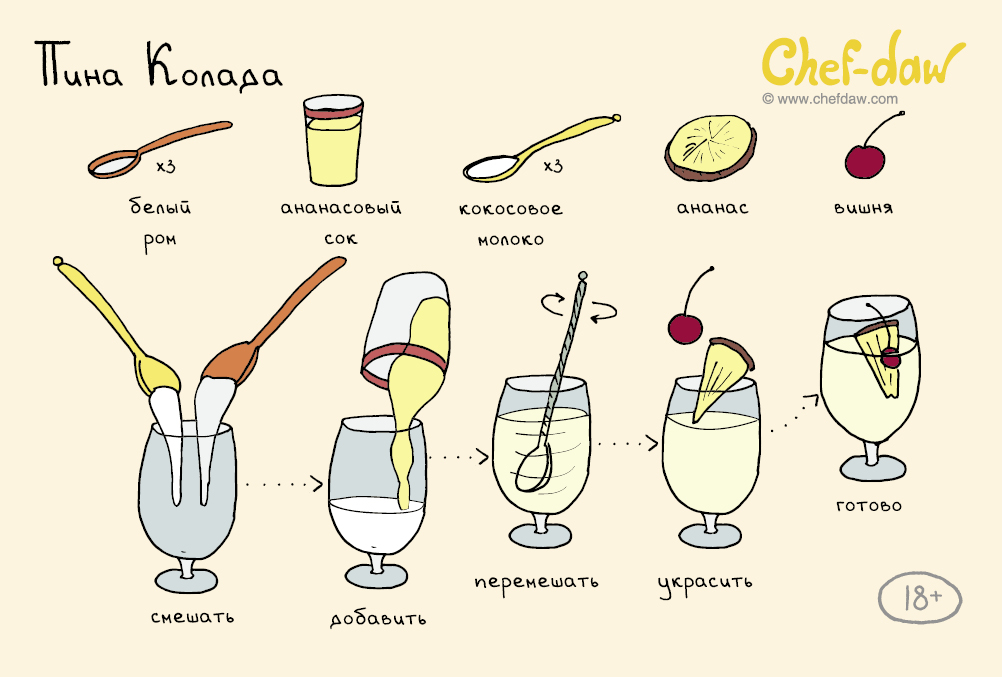 Пина Колада
Chef-daw
© www.chefdaw.com
x3
x3
белый
ром
ананасовый
сок
кокосовое
молоко
ананас
вишня
смешать
добавить
перемешать
украсить
готово
18+